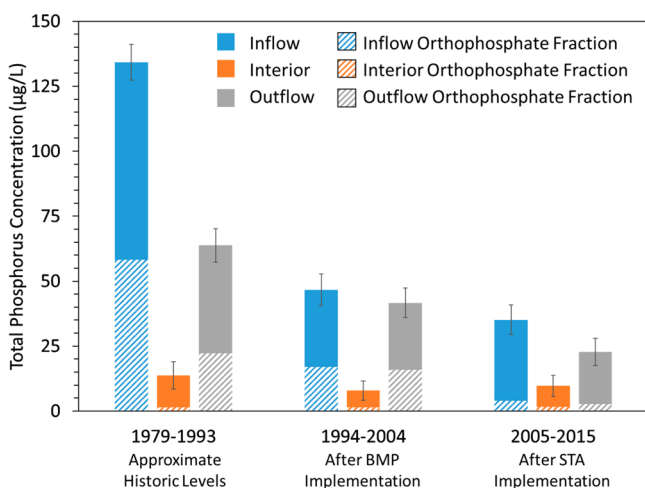 Total Phosphorus Concentration (µg/L)
150
125
100
75
50
25
0
Inflow
Inflow Orthophosphate Fraction
Interior
Interior Orthophosphate Fraction
Outflow
Outflow Orthophosphate Fraction
1979-1993
Approximate
Historic Levels
1994-2004
After BMP
Implementation
2005-2015
After STA
Implementation